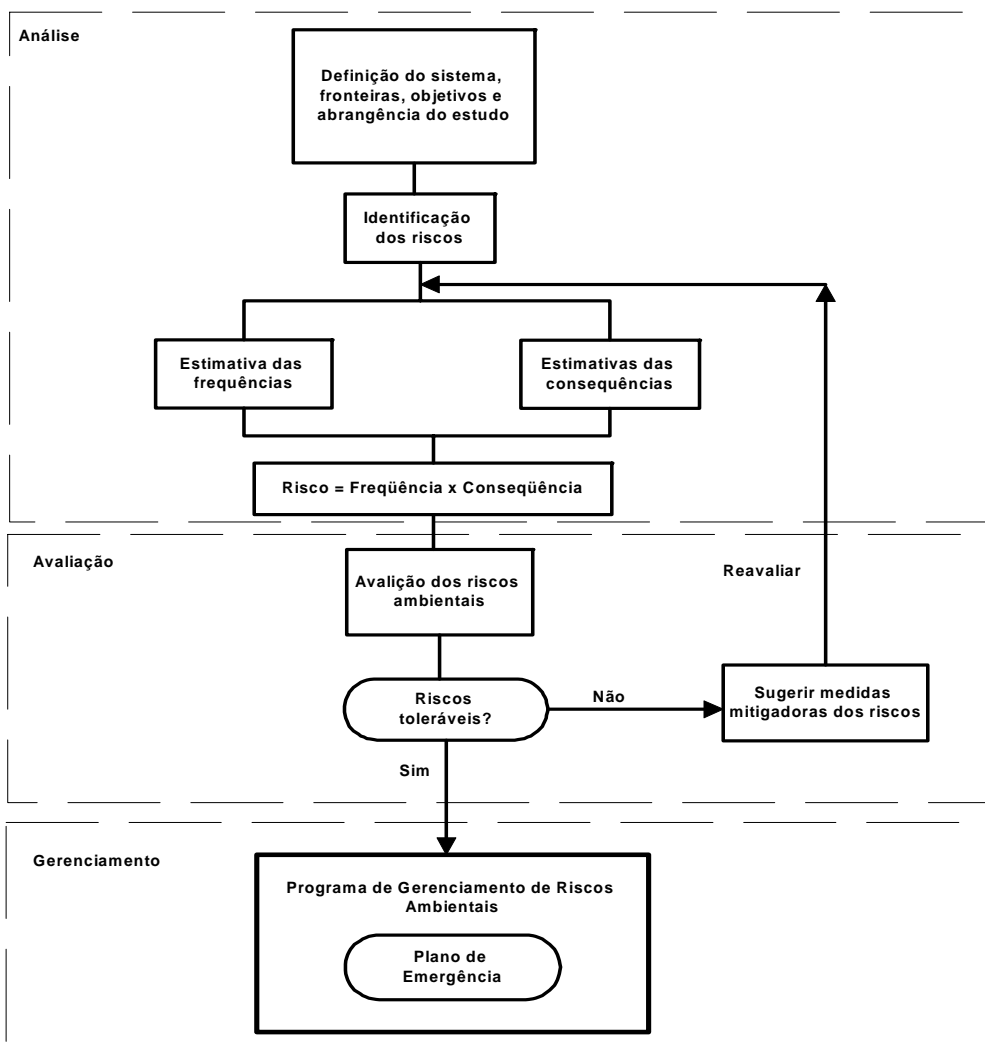 Análise
Definição do sistema,
fronteiras, objetivos e
abrangência do estudo
Identificação
dos riscos
Estimativa das
frequências
Estimativas das
consequências
Risco = Freqüência x Conseqüência
Avaliação
Avalição dos riscos
ambientais
Reavaliar
Riscos
toleráveis?
Não
Sugerir medidas
mitigadoras dos riscos
Sim
Gerenciamento
Programa de Gerenciamento de Riscos
Ambientais
Plano de
Emergência